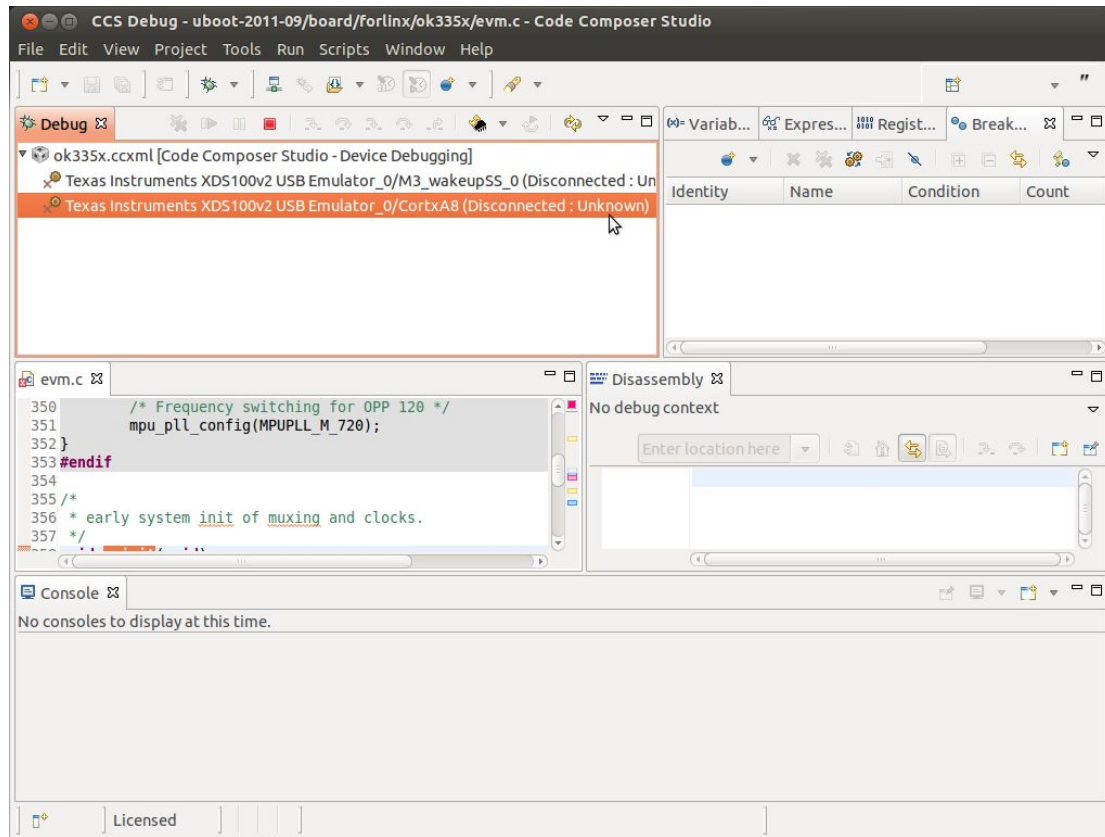 CCS Debug - uboot-2011-09/board/forlinx/ok335x/evm.c - Code Composer Studio
File Edit View Project Tools Run Scripts Window Help
Debug
(x)= Variab... Expres... Regist... Break...
ok335x.ccxml [Code Composer Studio - Device Debugging]
Texas Instruments XDS100v2 USB Emulator_0/M3_wakeupSS_0 (Disconnected : Un
Texas Instruments XDS100v2 USB Emulator_0/CortxA8 (Disconnected : Unknown)
Identity Name Condition Count
evm.c
350 /* Frequency switching for OPP 120 */
351 mpu_pll_config(MPUPLL_M_720);
352 }
353 #endif
354
355 /*
356 * early system init of muxing and clocks.
357 */
Disassembly
No debug context
Enter location here
Console
No consoles to display at this time.
Licensed